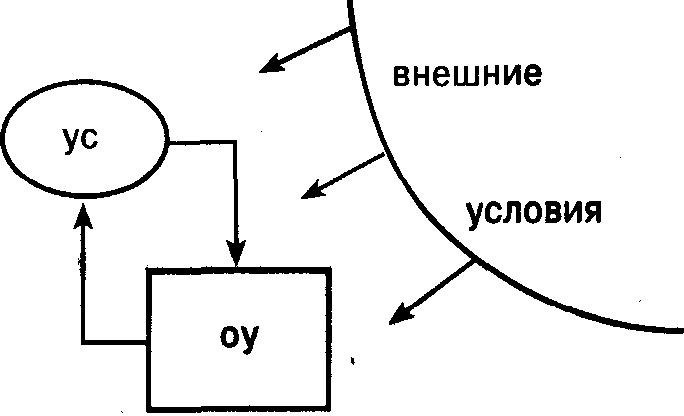 внешние
ус
условия
оу